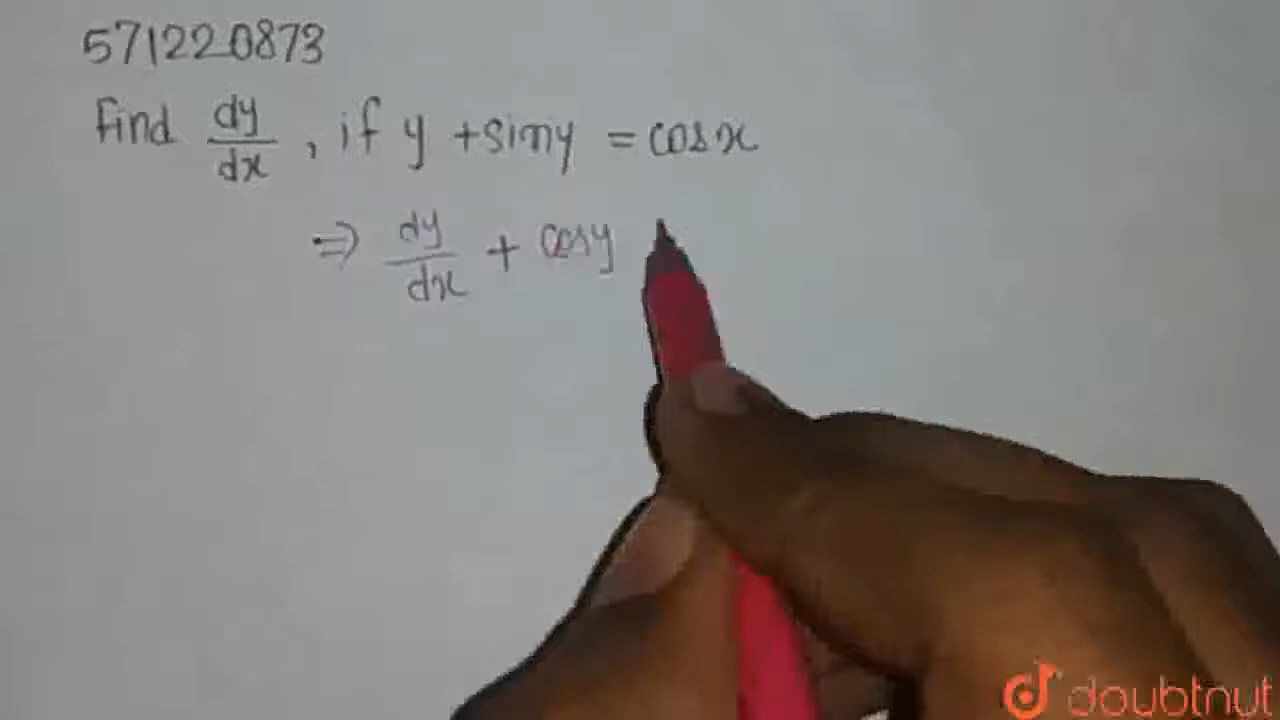 571220873
Find dy/dx, if y + siny = cosx
⇒ dy/dx + cosy
doubtnut